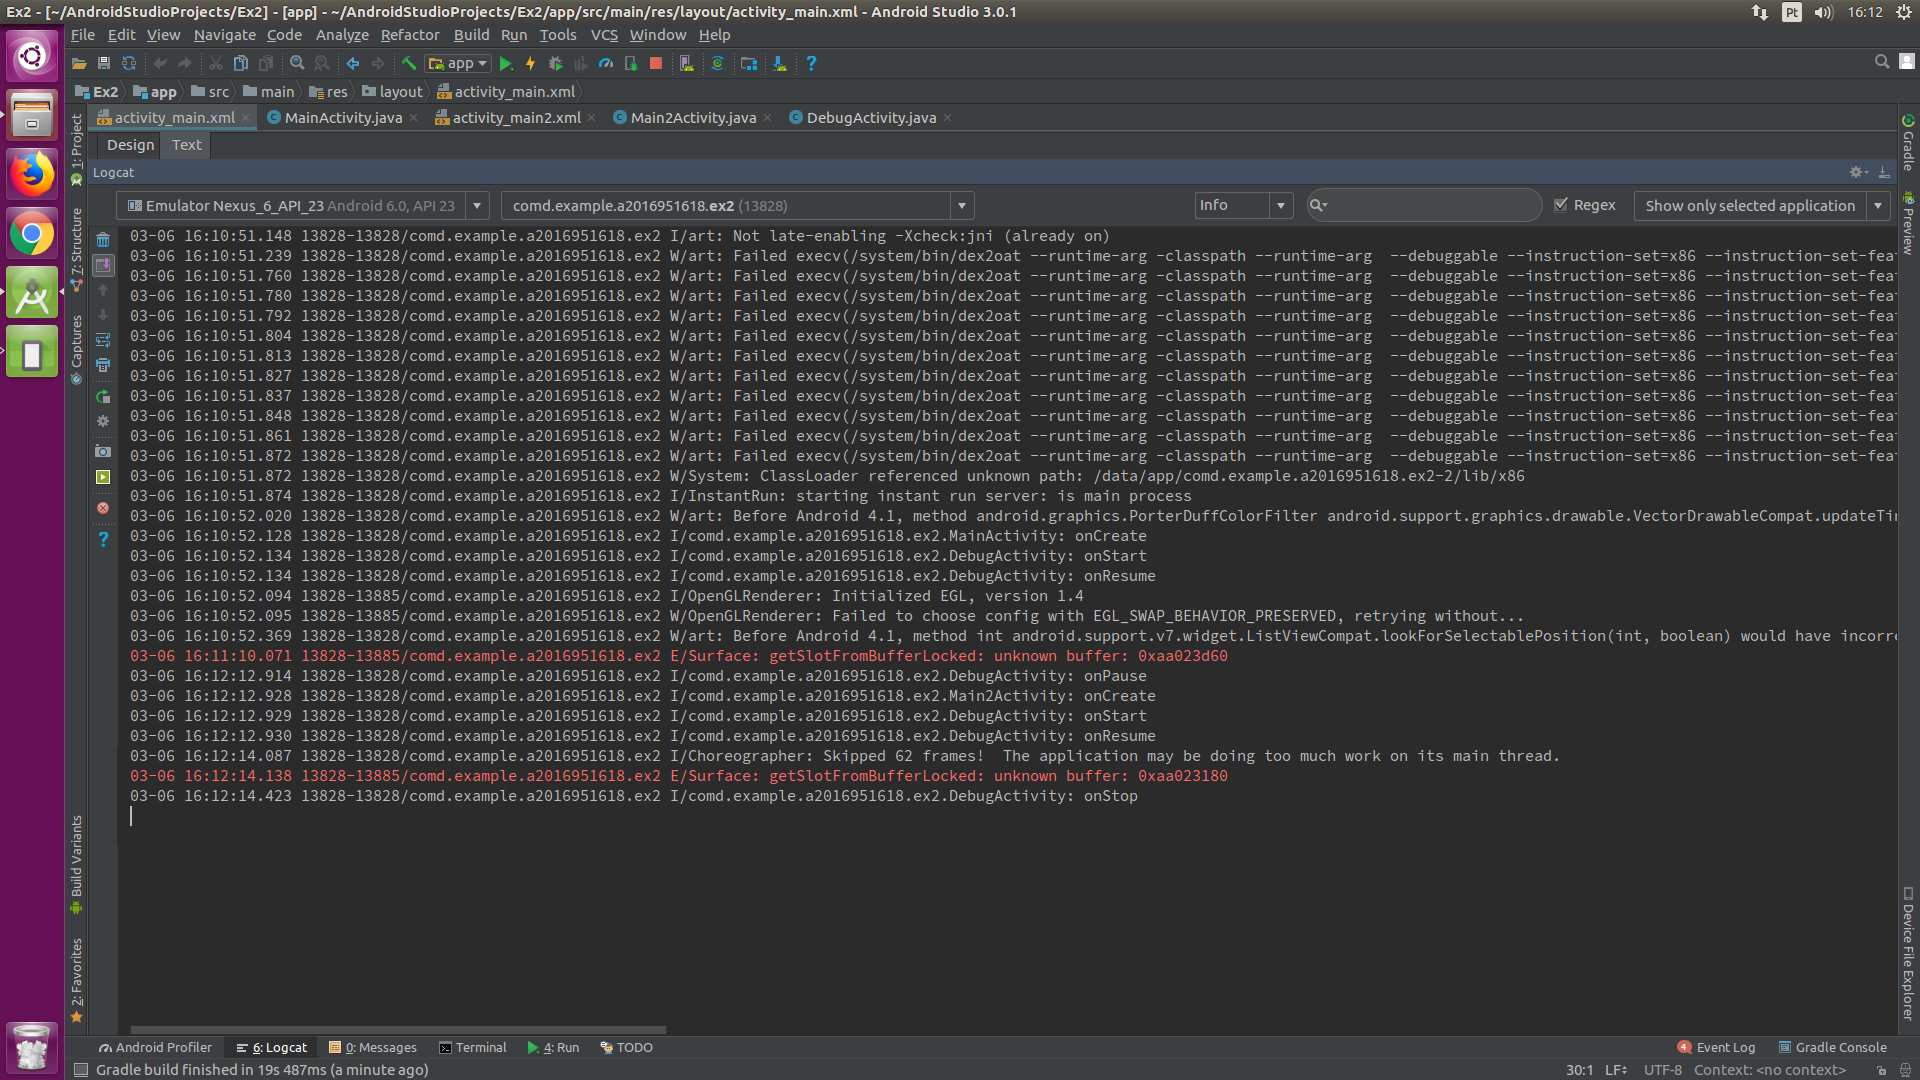 Ex2 - [~/AndroidStudioProjects/Ex2] - [app] - ~/AndroidStudioProjects/Ex2/app/src/main/res/layout/activity_main.xml - Android Studio 3.0.1
Pt 16:12
File Edit View Navigate Code Analyze Refactor Build Run Tools VCS Window Help
app
Ex2 app src main res layout activity_main.xml
activity_main.xml MainActivity.java activity_main2.xml Main2Activity.java DebugActivity.java
Design Text
Logcat
Emulator Nexus_6_API_23 Android 6.0, API 23 comd.example.a2016951618.ex2 (13828) Info Regex Show only selected application
03-06 16:10:51.148 13828-13828/comd.example.a2016951618.ex2 I/art: Not late-enabling -Xcheck:jni (already on)
03-06 16:10:51.239 13828-13828/comd.example.a2016951618.ex2 W/art: Failed execv(/system/bin/dex2oat --runtime-arg -classpath --runtime-arg  --debuggable --instruction-set=x86 --instruction-set-feat
03-06 16:10:51.760 13828-13828/comd.example.a2016951618.ex2 W/art: Failed execv(/system/bin/dex2oat --runtime-arg -classpath --runtime-arg  --debuggable --instruction-set=x86 --instruction-set-feat
03-06 16:10:51.780 13828-13828/comd.example.a2016951618.ex2 W/art: Failed execv(/system/bin/dex2oat --runtime-arg -classpath --runtime-arg  --debuggable --instruction-set=x86 --instruction-set-feat
03-06 16:10:51.792 13828-13828/comd.example.a2016951618.ex2 W/art: Failed execv(/system/bin/dex2oat --runtime-arg -classpath --runtime-arg  --debuggable --instruction-set=x86 --instruction-set-feat
03-06 16:10:51.804 13828-13828/comd.example.a2016951618.ex2 W/art: Failed execv(/system/bin/dex2oat --runtime-arg -classpath --runtime-arg  --debuggable --instruction-set=x86 --instruction-set-feat
03-06 16:10:51.813 13828-13828/comd.example.a2016951618.ex2 W/art: Failed execv(/system/bin/dex2oat --runtime-arg -classpath --runtime-arg  --debuggable --instruction-set=x86 --instruction-set-feat
03-06 16:10:51.827 13828-13828/comd.example.a2016951618.ex2 W/art: Failed execv(/system/bin/dex2oat --runtime-arg -classpath --runtime-arg  --debuggable --instruction-set=x86 --instruction-set-feat
03-06 16:10:51.837 13828-13828/comd.example.a2016951618.ex2 W/art: Failed execv(/system/bin/dex2oat --runtime-arg -classpath --runtime-arg  --debuggable --instruction-set=x86 --instruction-set-feat
03-06 16:10:51.848 13828-13828/comd.example.a2016951618.ex2 W/art: Failed execv(/system/bin/dex2oat --runtime-arg -classpath --runtime-arg  --debuggable --instruction-set=x86 --instruction-set-feat
03-06 16:10:51.861 13828-13828/comd.example.a2016951618.ex2 W/art: Failed execv(/system/bin/dex2oat --runtime-arg -classpath --runtime-arg  --debuggable --instruction-set=x86 --instruction-set-feat
03-06 16:10:51.872 13828-13828/comd.example.a2016951618.ex2 W/art: Failed execv(/system/bin/dex2oat --runtime-arg -classpath --runtime-arg  --debuggable --instruction-set=x86 --instruction-set-feat
03-06 16:10:51.872 13828-13828/comd.example.a2016951618.ex2 W/System: ClassLoader referenced unknown path: /data/app/comd.example.a2016951618.ex2-2/lib/x86
03-06 16:10:51.874 13828-13828/comd.example.a2016951618.ex2 I/InstantRun: starting instant run server: is main process
03-06 16:10:52.020 13828-13828/comd.example.a2016951618.ex2 W/art: Before Android 4.1, method android.graphics.PorterDuffColorFilter android.support.graphics.drawable.VectorDrawableCompat.updateTin
03-06 16:10:52.128 13828-13828/comd.example.a2016951618.ex2 I/comd.example.a2016951618.ex2.MainActivity: onCreate
03-06 16:10:52.134 13828-13828/comd.example.a2016951618.ex2 I/comd.example.a2016951618.ex2.DebugActivity: onStart
03-06 16:10:52.134 13828-13828/comd.example.a2016951618.ex2 I/comd.example.a2016951618.ex2.DebugActivity: onResume
03-06 16:10:52.094 13828-13885/comd.example.a2016951618.ex2 I/OpenGLRenderer: Initialized EGL, version 1.4
03-06 16:10:52.095 13828-13885/comd.example.a2016951618.ex2 W/OpenGLRenderer: Failed to choose config with EGL_SWAP_BEHAVIOR_PRESERVED, retrying without...
03-06 16:10:52.369 13828-13828/comd.example.a2016951618.ex2 W/art: Before Android 4.1, method int android.support.v7.widget.ListViewCompat.lookForSelectablePosition(int, boolean) would have incorre
03-06 16:11:10.071 13828-13885/comd.example.a2016951618.ex2 E/Surface: getSlotFromBufferLocked: unknown buffer: 0xaa023d60
03-06 16:12:12.914 13828-13828/comd.example.a2016951618.ex2 I/comd.example.a2016951618.ex2.DebugActivity: onPause
03-06 16:12:12.928 13828-13828/comd.example.a2016951618.ex2 I/comd.example.a2016951618.ex2.Main2Activity: onCreate
03-06 16:12:12.929 13828-13828/comd.example.a2016951618.ex2 I/comd.example.a2016951618.ex2.DebugActivity: onStart
03-06 16:12:12.930 13828-13828/comd.example.a2016951618.ex2 I/comd.example.a2016951618.ex2.DebugActivity: onResume
03-06 16:12:14.087 13828-13828/comd.example.a2016951618.ex2 I/Choreographer: Skipped 62 frames!  The application may be doing too much work on its main thread.
03-06 16:12:14.138 13828-13885/comd.example.a2016951618.ex2 E/Surface: getSlotFromBufferLocked: unknown buffer: 0xaa023180
03-06 16:12:14.423 13828-13828/comd.example.a2016951618.ex2 I/comd.example.a2016951618.ex2.DebugActivity: onStop
1: Project
7: Structure
Captures
Build Variants
2: Favorites
Gradle
Preview
Device File Explorer
Android Profiler 6: Logcat 0: Messages Terminal 4: Run TODO 4 Event Log Gradle Console
Gradle build finished in 19s 487ms (a minute ago) 30:1 LF÷ UTF-8 Context: <no context>